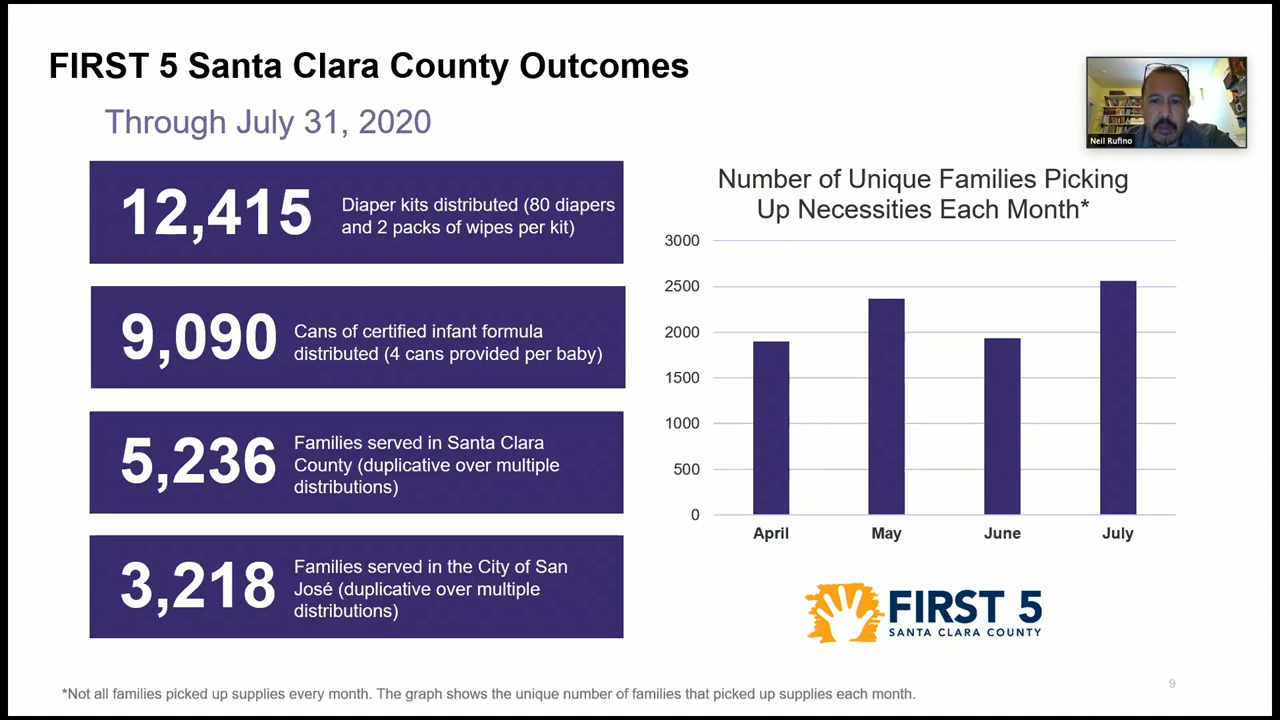 FIRST 5 Santa Clara County Outcomes
Through July 31, 2020
Neil Rufino
12,415
Diaper kits distributed (80 diapers
and 2 packs of wipes per kit)
9,090
Cans of certified infant formula
distributed (4 cans provided per baby)
5,236
Families served in Santa Clara
County (duplicative over multiple
distributions)
3,218
Families served in the City of San
José (duplicative over multiple
distributions)
Number of Unique Families Picking
Up Necessities Each Month*
3000
2500
2000
1500
1000
500
0
April May June July
FIRST 5
SANTA CLARA COUNTY
*Not all families picked up supplies every month. The graph shows the unique number of families that picked up supplies each month.
9